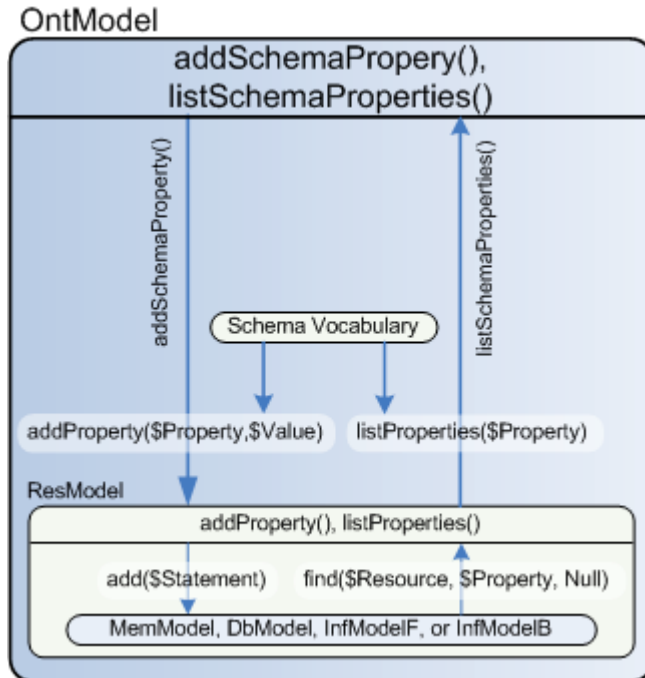 OntModel
addSchemaPropery(),
listSchemaProperties()
addSchemaProperty()
listSchemaProperties()
Schema Vocabulary
addProperty($Property,$Value)
listProperties($Property)
ResModel
addProperty(), listProperties()
add($Statement)
find($Resource, $Property, Null)
MemModel, DbModel, InfModelF, or InfModelB